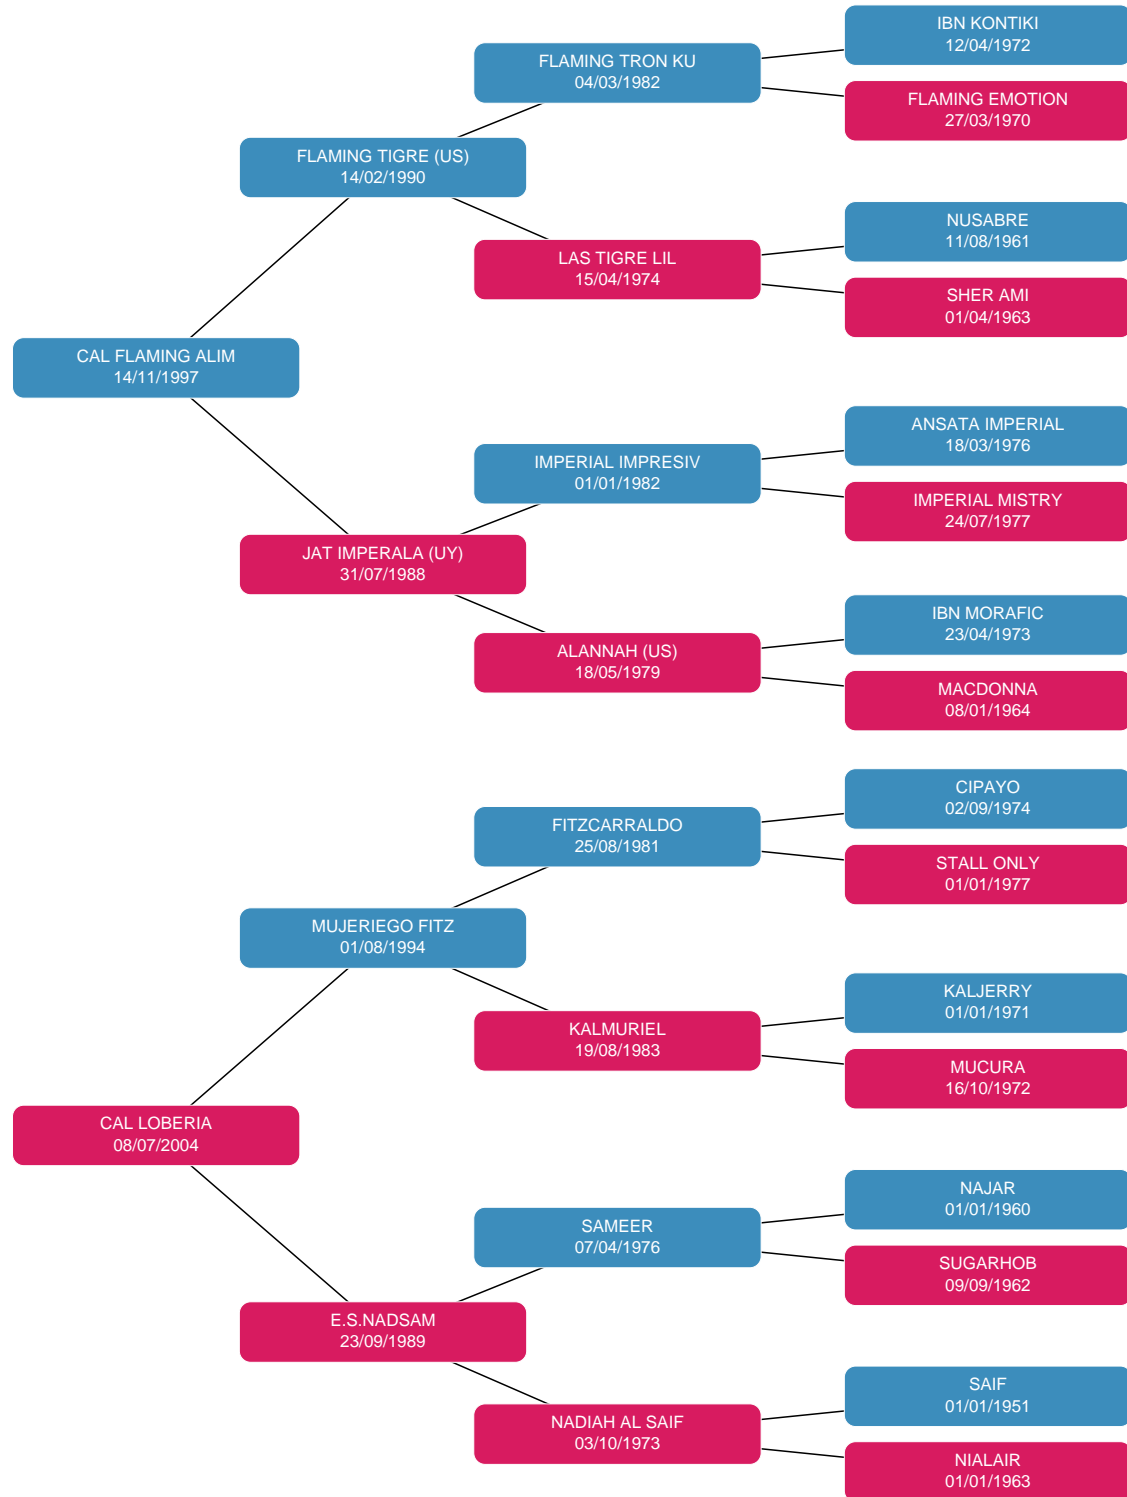 IBN KONTIKI
12/04/1972
FLAMING TRON KU
04/03/1982
FLAMING EMOTION
27/03/1970
FLAMING TIGRE (US)
14/02/1990
NUSABRE
11/08/1961
LAS TIGRE LIL
15/04/1974
SHER AMI
01/04/1963
CAL FLAMING ALIM
14/11/1997
ANSATA IMPERIAL
18/03/1976
IMPERIAL IMPRESIV
01/01/1982
IMPERIAL MISTRY
24/07/1977
JAT IMPERALA (UY)
31/07/1988
IBN MORAFIC
23/04/1973
ALANNAH (US)
18/05/1979
MACDONNA
08/01/1964
CIPAYO
02/09/1974
FITZCARRALDO
25/08/1981
STALL ONLY
01/01/1977
MUJERIEGO FITZ
01/08/1994
KALJERRY
01/01/1971
KALMURIEL
19/08/1983
MUCURA
16/10/1972
CAL LOBERIA
08/07/2004
NAJAR
01/01/1960
SAMEER
07/04/1976
SUGARHOB
09/09/1962
E.S.NADSAM
23/09/1989
SAIF
01/01/1951
NADIAH AL SAIF
03/10/1973
NIALAIR
01/01/1963